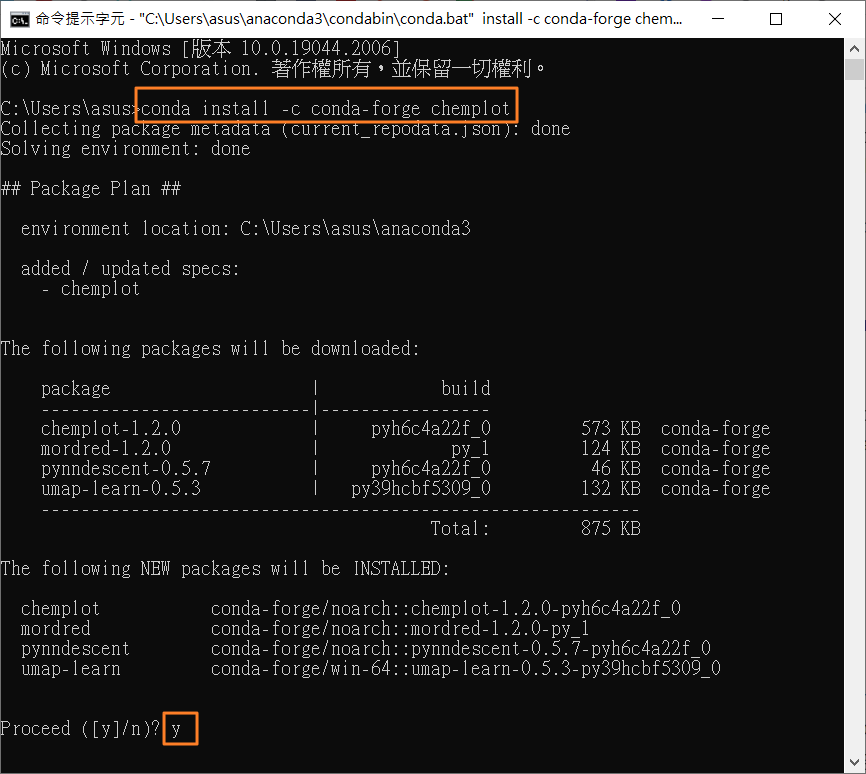 命令提示字元 - "C:\Users\asus\anaconda3\condabin\conda.bat"  install -c conda-forge chem...
Microsoft Windows [版本 10.0.19044.2006]
(c) Microsoft Corporation. 著作權所有，並保留一切權利。
C:\Users\asus>conda install -c conda-forge chemplot
Collecting package metadata (current_repodata.json): done
Solving environment: done
## Package Plan ##
  environment location: C:\Users\asus\anaconda3
  added / updated specs:
    - chemplot
The following packages will be downloaded:
    package                    |            build
    ---------------------------|-----------------
    chemplot-1.2.0             |     pyh6c4a22f_0         573 KB  conda-forge
    mordred-1.2.0              |             py_1         124 KB  conda-forge
    pynndescent-0.5.7          |     pyh6c4a22f_0          46 KB  conda-forge
    umap-learn-0.5.3           |   py39hcbf5309_0         132 KB  conda-forge
    ------------------------------------------------------------
                                           Total:         875 KB
The following NEW packages will be INSTALLED:
  chemplot           conda-forge/noarch::chemplot-1.2.0-pyh6c4a22f_0
  mordred            conda-forge/noarch::mordred-1.2.0-py_1
  pynndescent        conda-forge/noarch::pynndescent-0.5.7-pyh6c4a22f_0
  umap-learn         conda-forge/win-64::umap-learn-0.5.3-py39hcbf5309_0
Proceed ([y]/n)? y